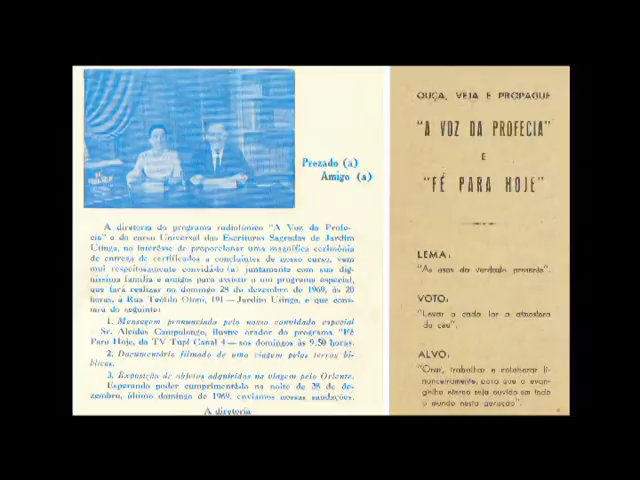 Prezado (a)
Amigo (a)
A diretoria do programa radiofônico "A Voz da Profe-
cia" e do curso Universal das Escrituras Sagradas de Jardim
Utinga, no interêsse de proporcionar uma magnífica cerimônia
de entrega de certificados a concluintes de nosso curso, vem
mui respeitosamente convidá-lo (a) juntamente com sua dig-
níssima família e amigos para assistir a um programa especial,
que fará realizar no domingo 28 de dezembro de 1969, às 20
horas, à Rua Teófilo Otoni, 191 — Jardim Utinga, e que cons-
tará do seguinte:
1. Mensagem pronunciada pelo nosso convidado especial
— Sr. Alcides Campolongo, ilustre orador do programa "Fé
Para Hoje, da TV Tupi Canal 4 — aos domingos às 9,50 horas.
2. Documentário filmado de uma viagem pelas terras bí-
blicas.
3. Exposição de objetos adquiridos na viagem pelo Oriente.
Esperando poder cumprimentá-lo na noite de 28 de de-
zembro, último domingo de 1969, enviamos nossas saudações.
A diretoria
OUÇA, VEJA E PROPAGUE
"A VOZ DA PROFECIA"
E
"FÉ PARA HOJE"
LEMA:
"As asas da verdade presente".
VOTO:
"Levar a cada lar a atmosfera
do céu".
ALVO:
"Orar, trabalhar e colaborar fi-
nanceiramente, para que o evan-
gelho eterno seja ouvido em todo
o mundo nesta geração".